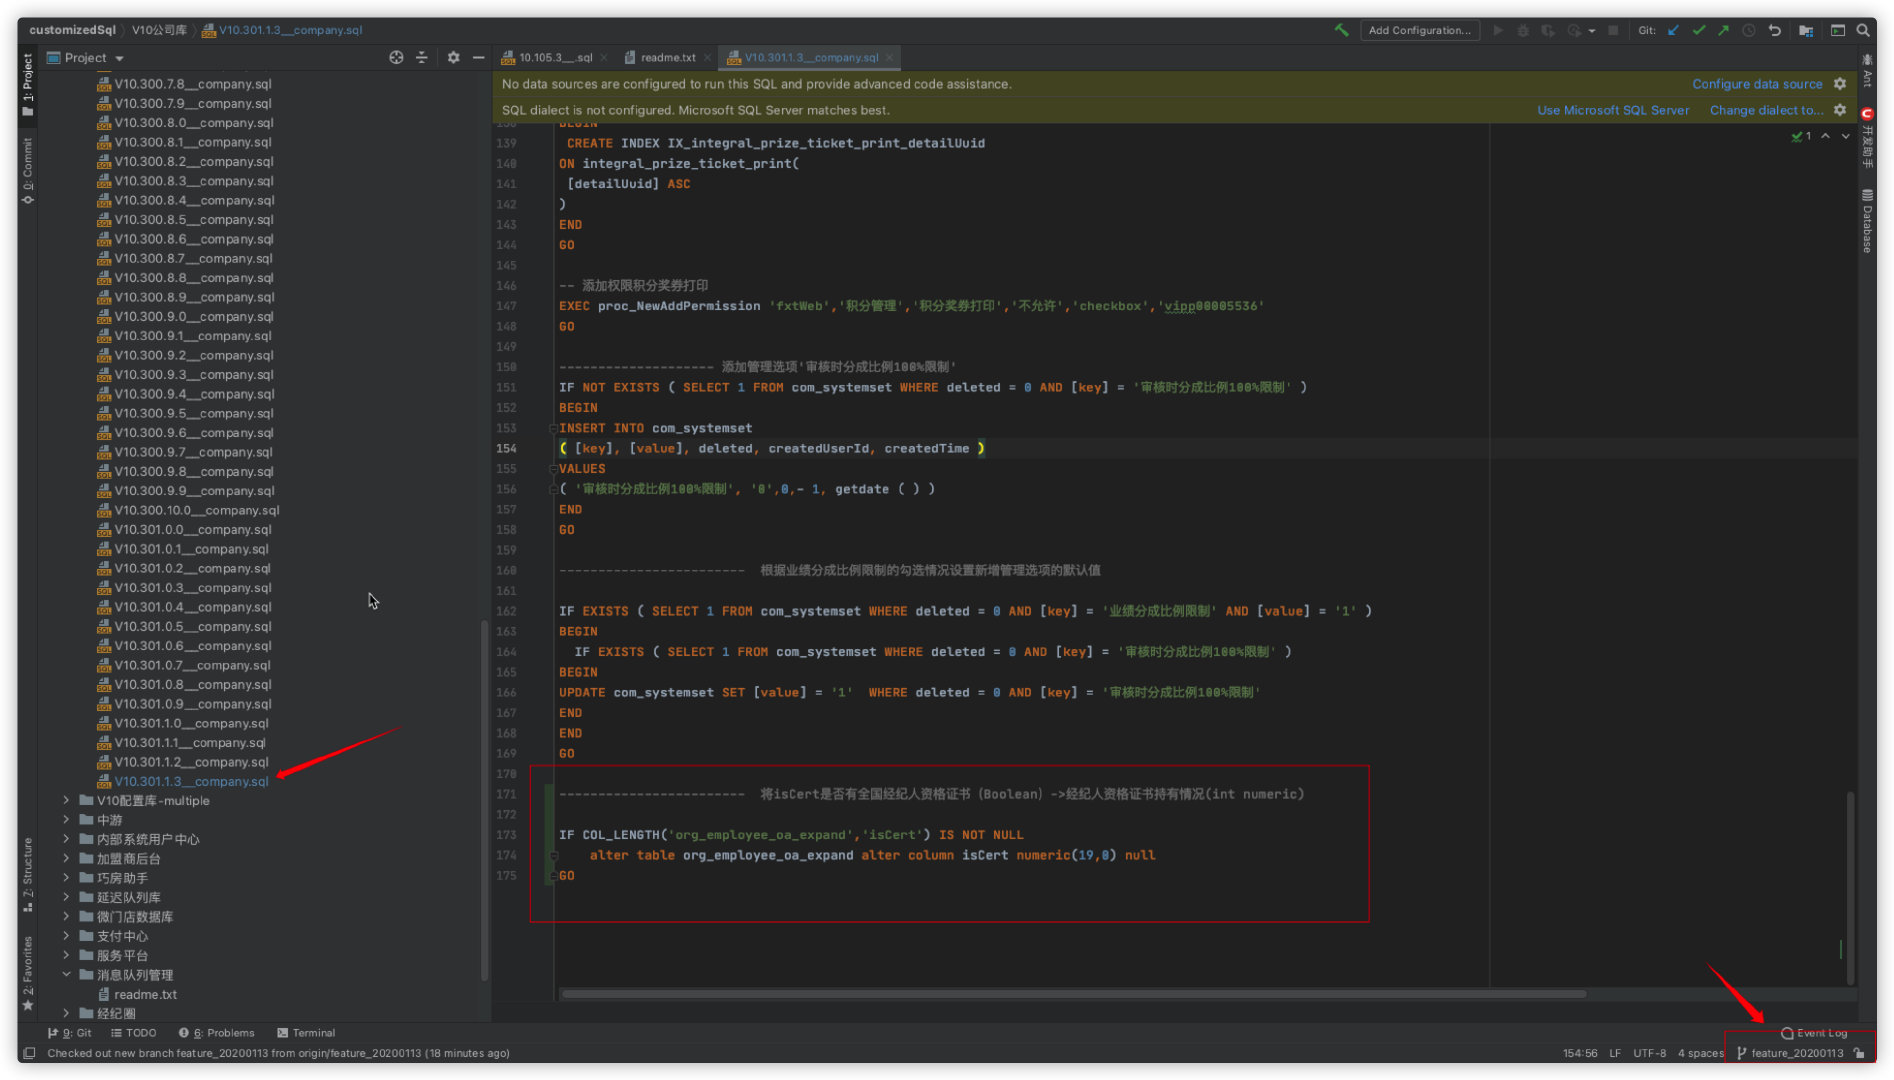 customizedSql V10公司库 V10.301.1.3__company.sql Add Configuration... Git:
Project
10.105.3__.sql readme.txt V10.301.1.3__company.sql
1: Project
0: Commit
7: Structure
2: Favorites
V10.300.7.8__company.sql
V10.300.7.9__company.sql
V10.300.8.0__company.sql
V10.300.8.1__company.sql
V10.300.8.2__company.sql
V10.300.8.3__company.sql
V10.300.8.4__company.sql
V10.300.8.5__company.sql
V10.300.8.6__company.sql
V10.300.8.7__company.sql
V10.300.8.8__company.sql
V10.300.8.9__company.sql
V10.300.9.0__company.sql
V10.300.9.1__company.sql
V10.300.9.2__company.sql
V10.300.9.3__company.sql
V10.300.9.4__company.sql
V10.300.9.5__company.sql
V10.300.9.6__company.sql
V10.300.9.7__company.sql
V10.300.9.8__company.sql
V10.300.9.9__company.sql
V10.300.10.0__company.sql
V10.301.0.0__company.sql
V10.301.0.1__company.sql
V10.301.0.2__company.sql
V10.301.0.3__company.sql
V10.301.0.4__company.sql
V10.301.0.5__company.sql
V10.301.0.6__company.sql
V10.301.0.7__company.sql
V10.301.0.8__company.sql
V10.301.0.9__company.sql
V10.301.1.0__company.sql
V10.301.1.1__company.sql
V10.301.1.2__company.sql
V10.301.1.3__company.sql
V10配置库-multiple
中游
内部系统用户中心
加盟商后台
巧房助手
延迟队列库
微门店数据库
支付中心
服务平台
消息队列管理
readme.txt
经纪圈
No data sources are configured to run this SQL and provide advanced code assistance. Configure data source
SQL dialect is not configured. Microsoft SQL Server matches best. Use Microsoft SQL Server Change dialect to...
1
138 BEGIN
139 CREATE INDEX IX_integral_prize_ticket_print_detailUuid
140 ON integral_prize_ticket_print(
141 [detailUuid] ASC
142 )
143 END
144 GO
145
146 -- 添加权限积分奖券打印
147 EXEC proc_NewAddPermission 'fxtWeb','积分管理','积分奖券打印','不允许','checkbox','vipp00005536'
148 GO
149
150 -------------------- 添加管理选项'审核时分成比例100%限制'
151 IF NOT EXISTS ( SELECT 1 FROM com_systemset WHERE deleted = 0 AND [key] = '审核时分成比例100%限制' )
152 BEGIN
153 INSERT INTO com_systemset
154 ( [key], [value], deleted, createdUserId, createdTime )
155 VALUES
156 ( '审核时分成比例100%限制', '0',0,- 1, getdate ( ) )
157 END
158 GO
159
160 ------------------------ 根据业绩分成比例限制的勾选情况设置新增管理选项的默认值
161
162 IF EXISTS ( SELECT 1 FROM com_systemset WHERE deleted = 0 AND [key] = '业绩分成比例限制' AND [value] = '1' )
163 BEGIN
164 IF EXISTS ( SELECT 1 FROM com_systemset WHERE deleted = 0 AND [key] = '审核时分成比例100%限制' )
165 BEGIN
166 UPDATE com_systemset SET [value] = '1' WHERE deleted = 0 AND [key] = '审核时分成比例100%限制'
167 END
168 END
169 GO
170
171 ------------------------ 将isCert是否有全国经纪人资格证书（Boolean）->经纪人资格证书持有情况(int numeric)
172
173 IF COL_LENGTH('org_employee_oa_expand','isCert') IS NOT NULL
174 alter table org_employee_oa_expand alter column isCert numeric(19,0) null
175 GO
Ant
开发助手
Database
9: Git TODO 6: Problems Terminal Event Log
Checked out new branch feature_20200113 from origin/feature_20200113 (18 minutes ago) 154:56 LF UTF-8 4 spaces feature_20200113